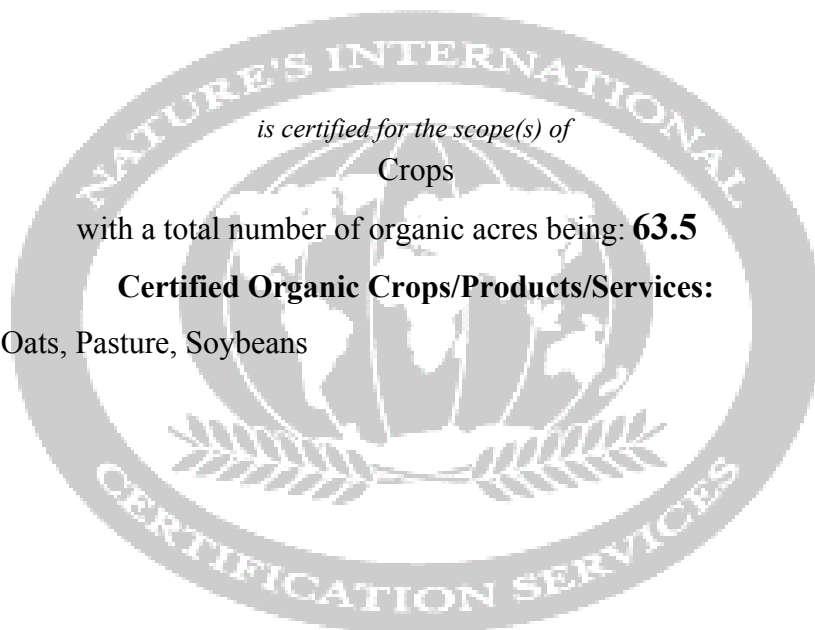 NATURE'S INTERNATIONAL
is certified for the scope(s) of
Crops
with a total number of organic acres being: 63.5
Certified Organic Crops/Products/Services:
Oats, Pasture, Soybeans
CERTIFICATION SERVICES